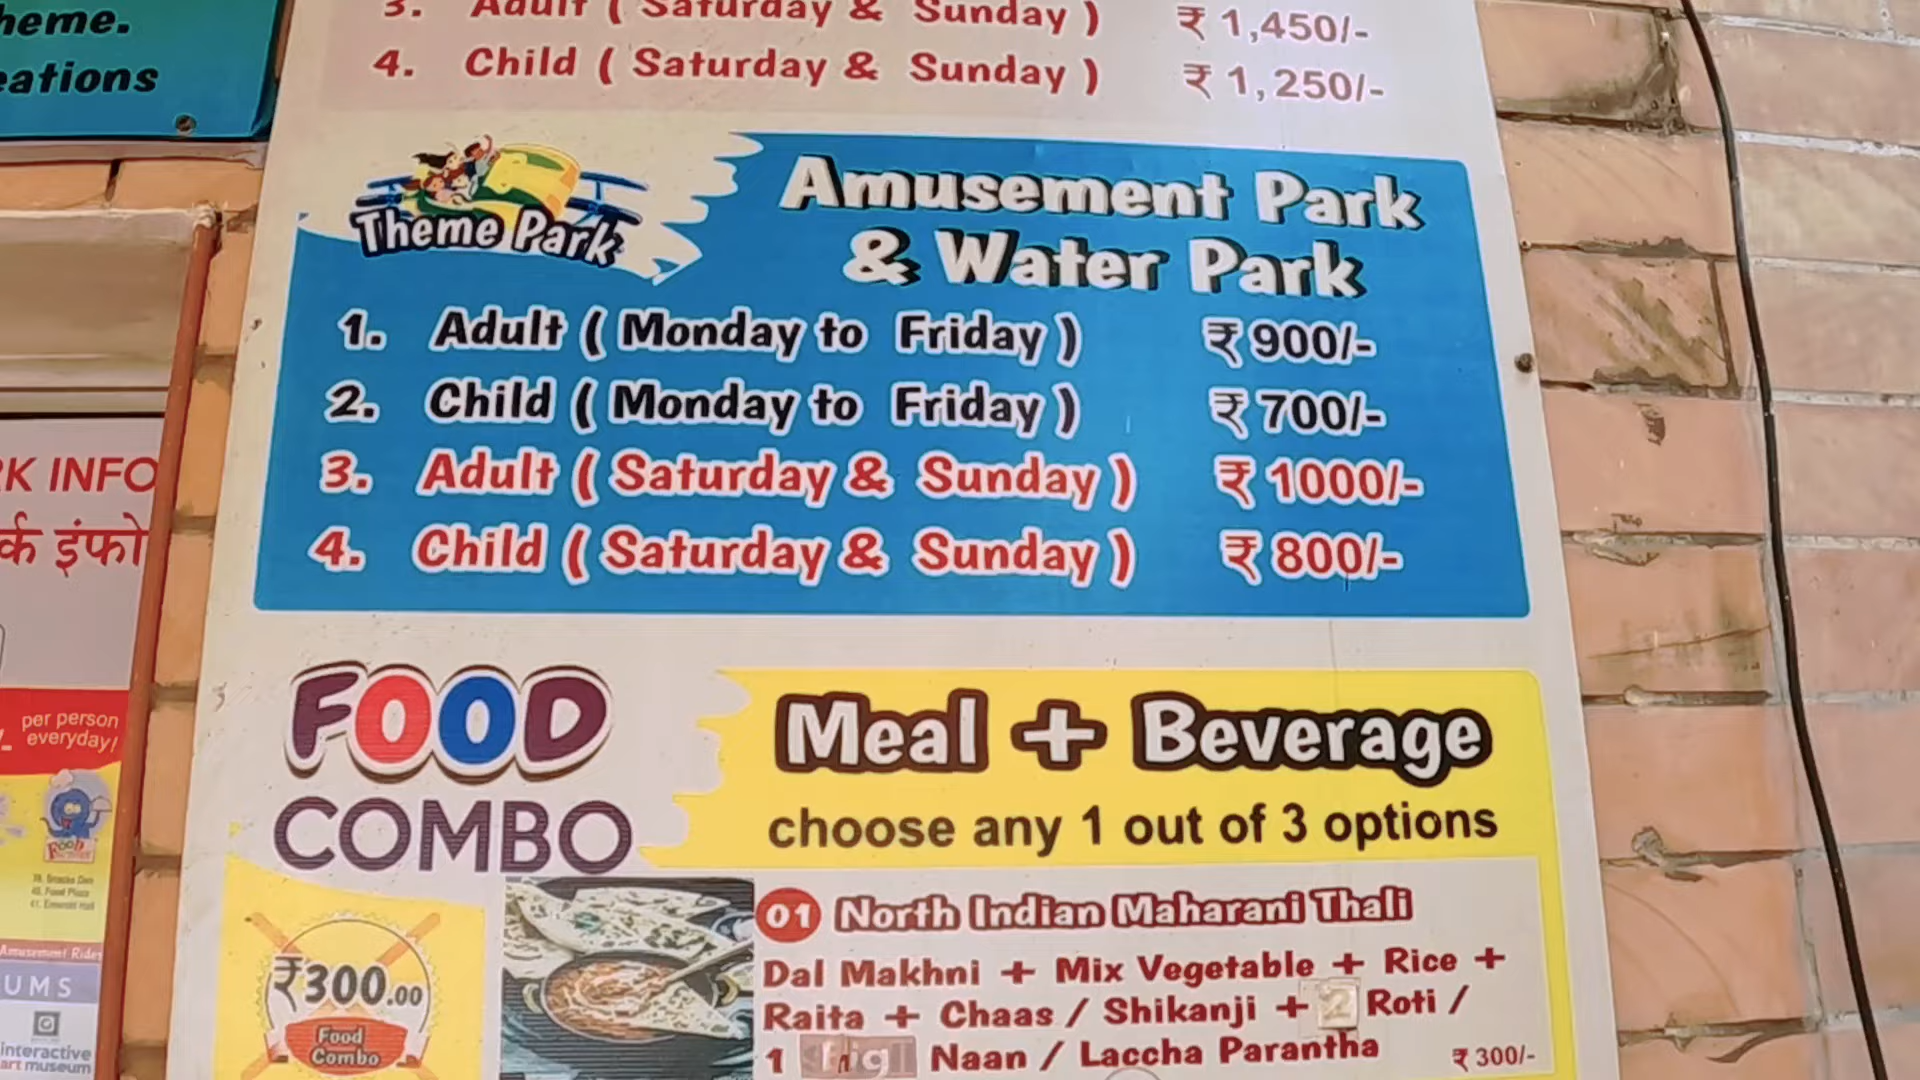 heme.
eations
3. Adult ( Saturday & Sunday ) ₹ 1,450/-
4. Child ( Saturday & Sunday ) ₹ 1,250/-
Theme Park
Amusement Park
& Water Park
1. Adult ( Monday to Friday ) ₹ 900/-
2. Child ( Monday to Friday ) ₹ 700/-
3. Adult ( Saturday & Sunday ) ₹ 1000/-
4. Child ( Saturday & Sunday ) ₹ 800/-
K INFO
र्क इंफो
per person
everyday!
Food
Amusement Rides
UMS
interactive
art museum
FOOD
COMBO
₹300.00
Food
Combo
Meal + Beverage
choose any 1 out of 3 options
01 North Indian Maharani Thali
Dal Makhni + Mix Vegetable + Rice +
Raita + Chaas / Shikanji + 2 Roti /
1 Naan / Laccha Parantha ₹ 300/-